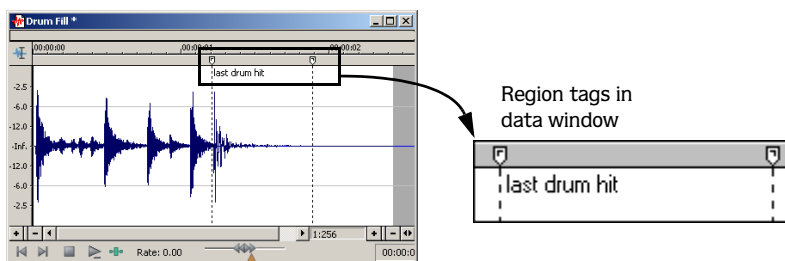 Drum Fill *
00:00:00 00:00:01 00:00:02
last drum hit
-2.5
-6.0
-12.0
-Inf.
-12.0
-6.0
-2.5
1:256
Rate: 0.00
00:00:0
Region tags in
data window
last drum hit